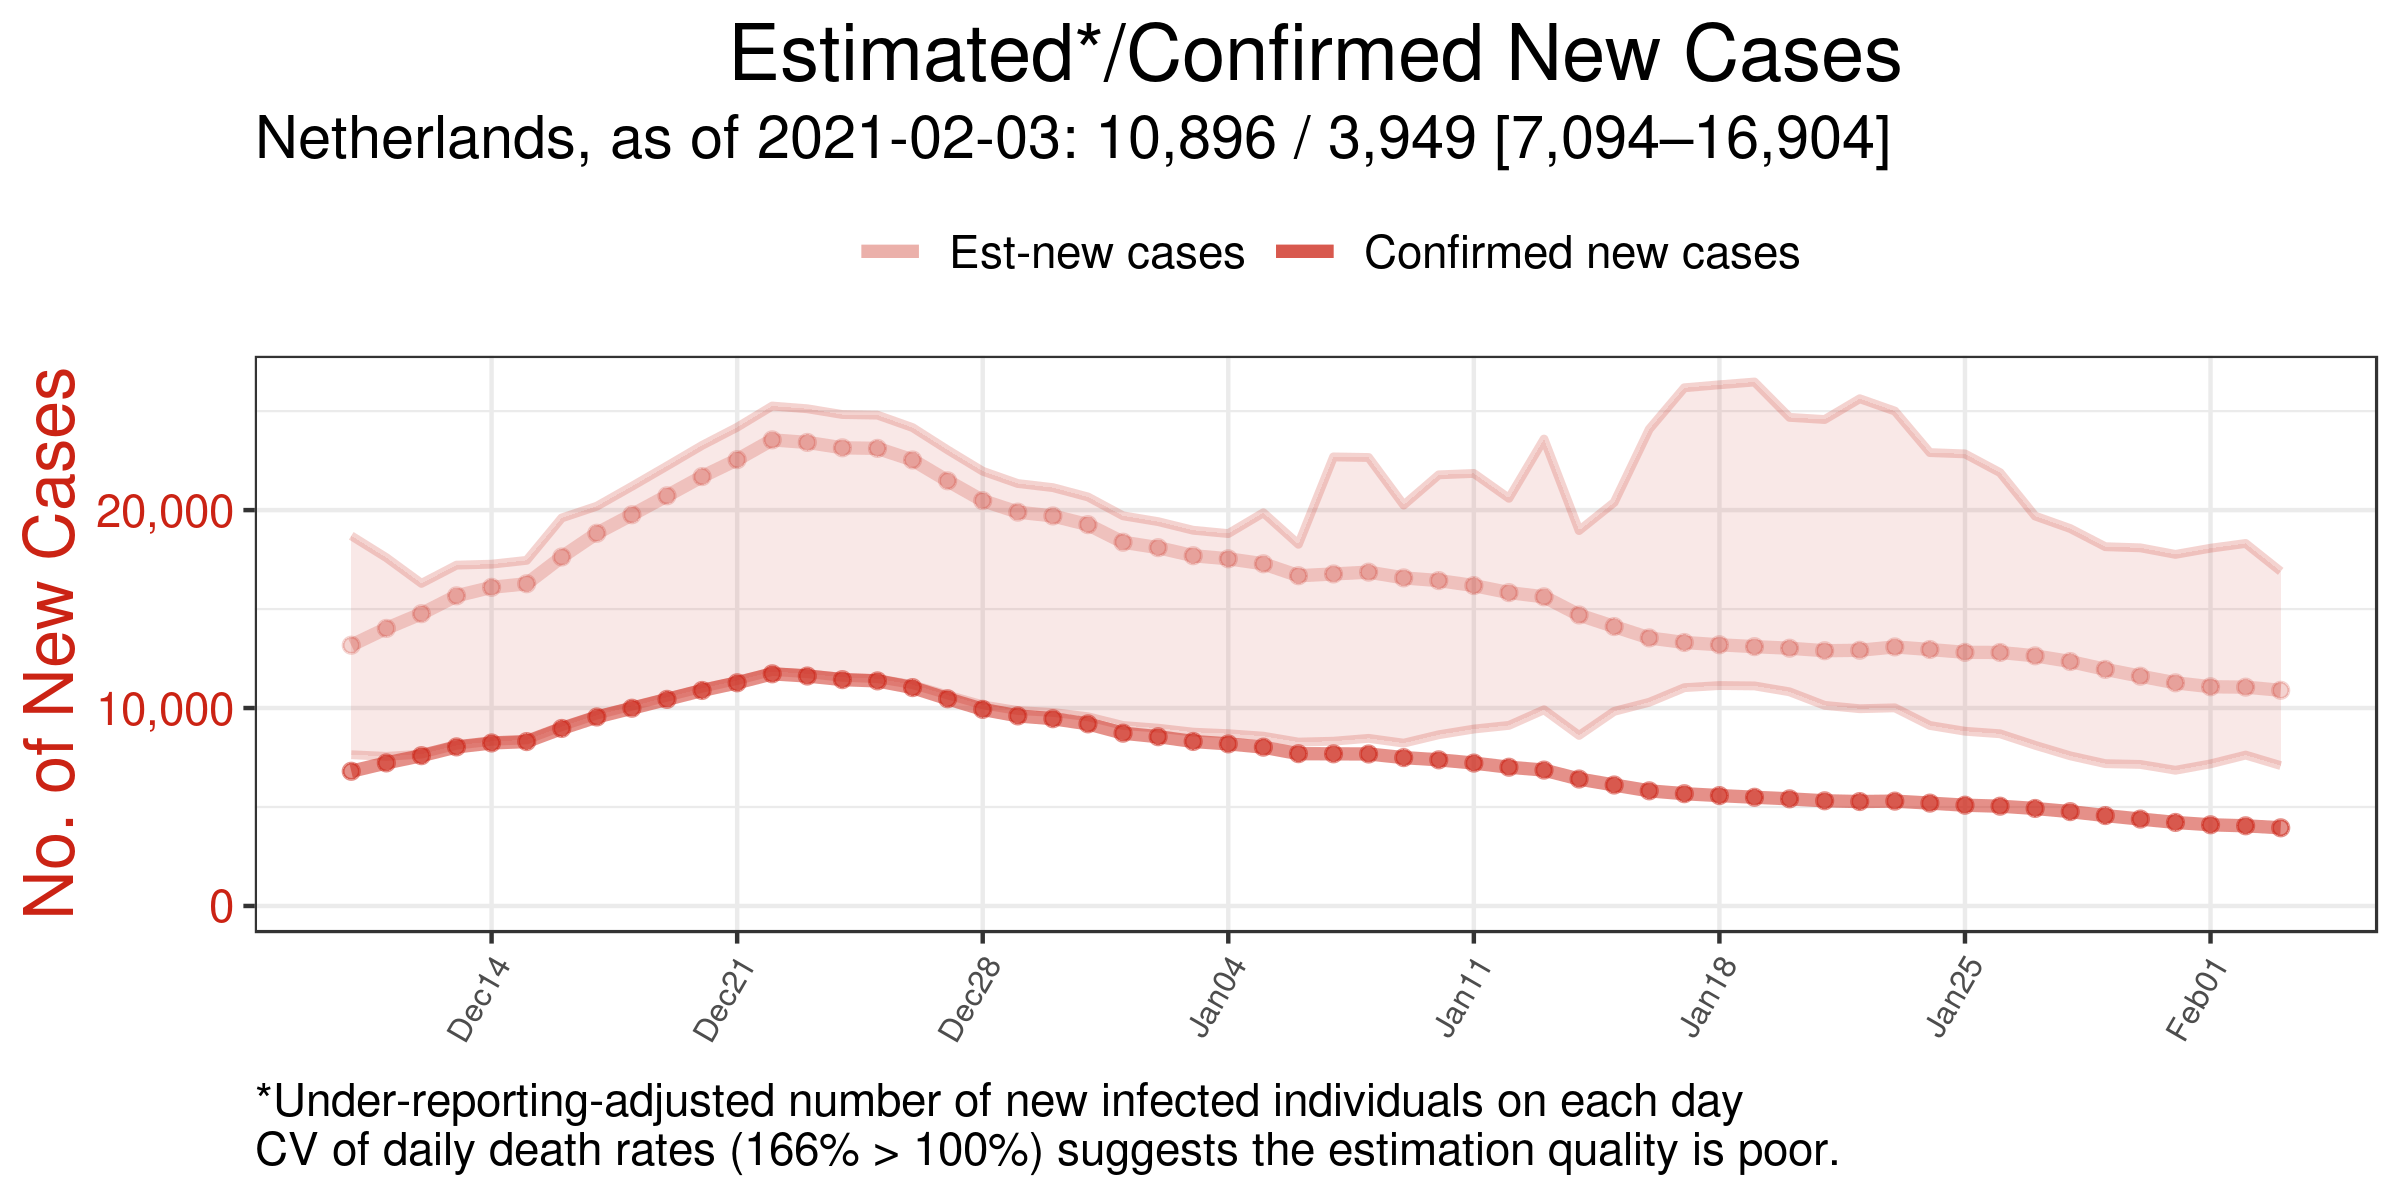 Estimated*/Confirmed New Cases
Netherlands, as of 2021-02-03: 10,896 / 3,949 [7,094–16,904]
Est-new cases
Confirmed new cases
No. of New Cases
20,000
10,000
0
Dec14
Dec21
Dec28
Jan04
Jan11
Jan18
Jan25
Feb01
*Under-reporting-adjusted number of new infected individuals on each day
CV of daily death rates (166% > 100%) suggests the estimation quality is poor.